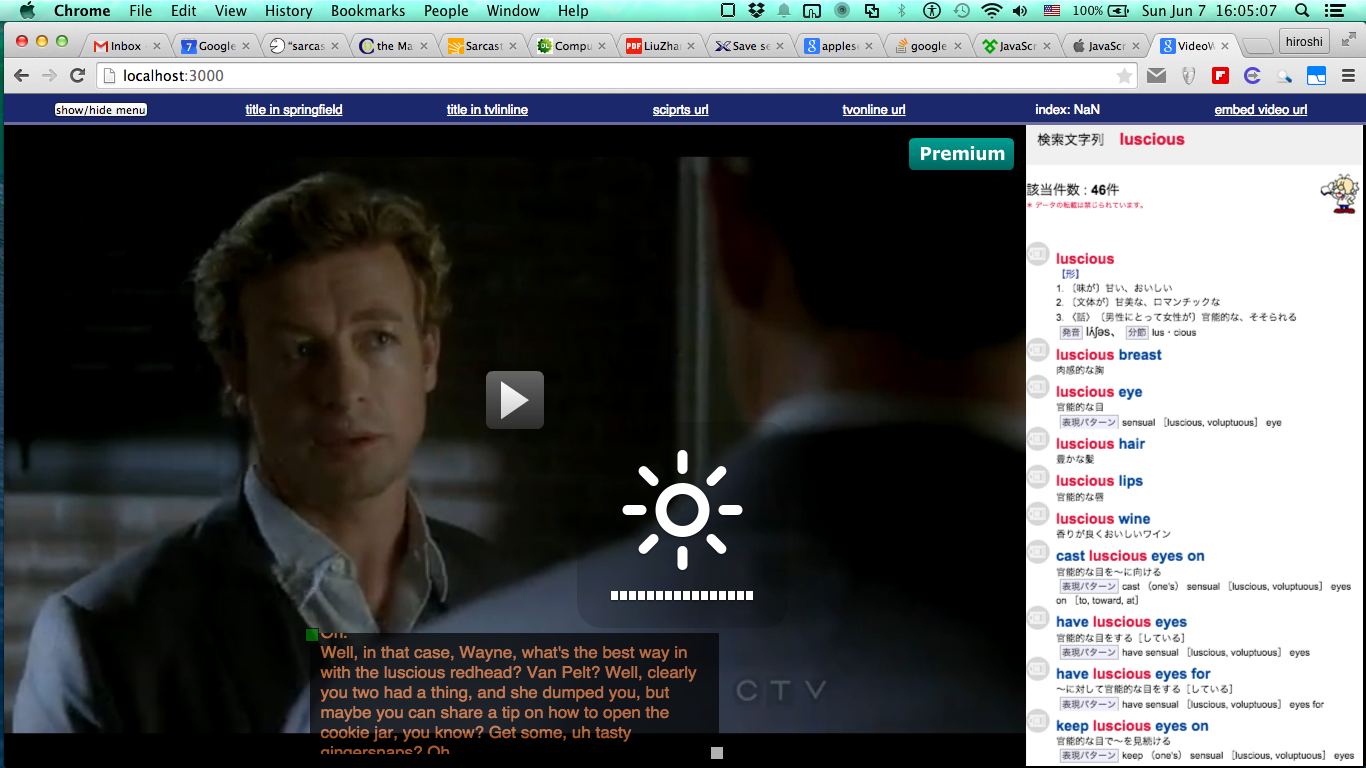 Chrome File Edit View History Bookmarks People Window Help 100% Sun Jun 7 16:05:07
Inbox Google "sarcas the Ma Sarcast Compu LiuZhan Save se applesc google JavaScr JavaScr VideoW hiroshi
localhost:3000
show/hide menu title in springfield title in tvlinline sciprts url tvonline url index: NaN embed video url
Premium
Oh.
Well, in that case, Wayne, what's the best way in
with the luscious redhead? Van Pelt? Well, clearly
you two had a thing, and she dumped you, but
maybe you can share a tip on how to open the
cookie jar, you know? Get some, uh tasty
gingersnaps? Oh
CTV
検索文字列 luscious
該当件数 : 46件
＊ データの転載は禁じられています。
luscious
【形】
1. 〔味が〕甘い、おいしい
2. 〔文体が〕甘美な、ロマンチックな
3. 〈話〉〔男性にとって女性が〕官能的な、そそられる
発音 lʌ́ʃəs、 分節 lus・cious
luscious breast
肉感的な胸
luscious eye
官能的な目
表現パターン sensual ［luscious, voluptuous］ eye
luscious hair
豊かな髪
luscious lips
官能的な唇
luscious wine
香りが良くおいしいワイン
cast luscious eyes on
官能的な目を～に向ける
表現パターン cast （one's） sensual ［luscious, voluptuous］ eyes
on ［to, toward, at］
have luscious eyes
官能的な目をする［している］
表現パターン have sensual ［luscious, voluptuous］ eyes
have luscious eyes for
～に対して官能的な目をする［している］
表現パターン have sensual ［luscious, voluptuous］ eyes for
keep luscious eyes on
官能的な目で～を見続ける
表現パターン keep （one's） sensual ［luscious, voluptuous］ eyes